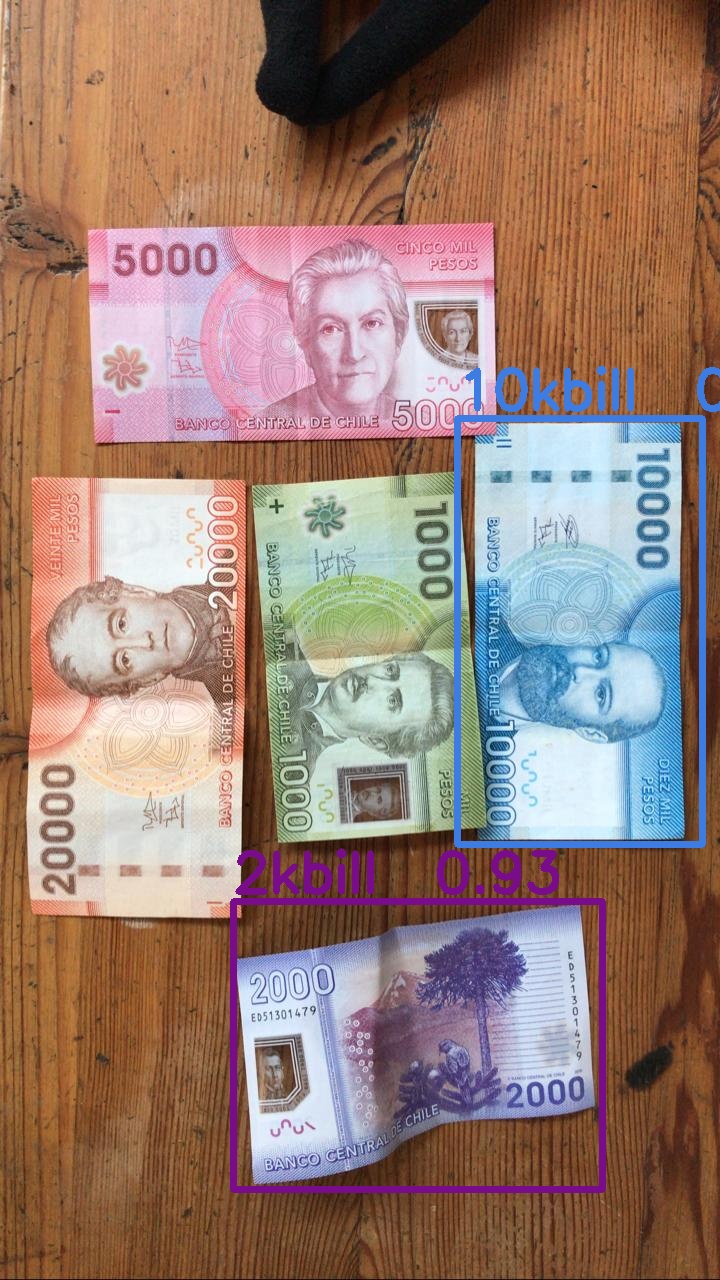 5000
CINCO MIL
PESOS
BANCO CENTRAL DE CHILE 5000
10kbill 0
10000
BANCO CENTRAL DE CHILE
10000
DIEZ MIL
PESOS
VEINTE MIL
PESOS
20000
BANCO CENTRAL DE CHILE
20000
1000
BANCO CENTRAL DE CHILE
1000
MIL
PESOS
2kbill 0.93
2000
ED51301479
ED51301479
2000
BANCO CENTRAL DE CHILE